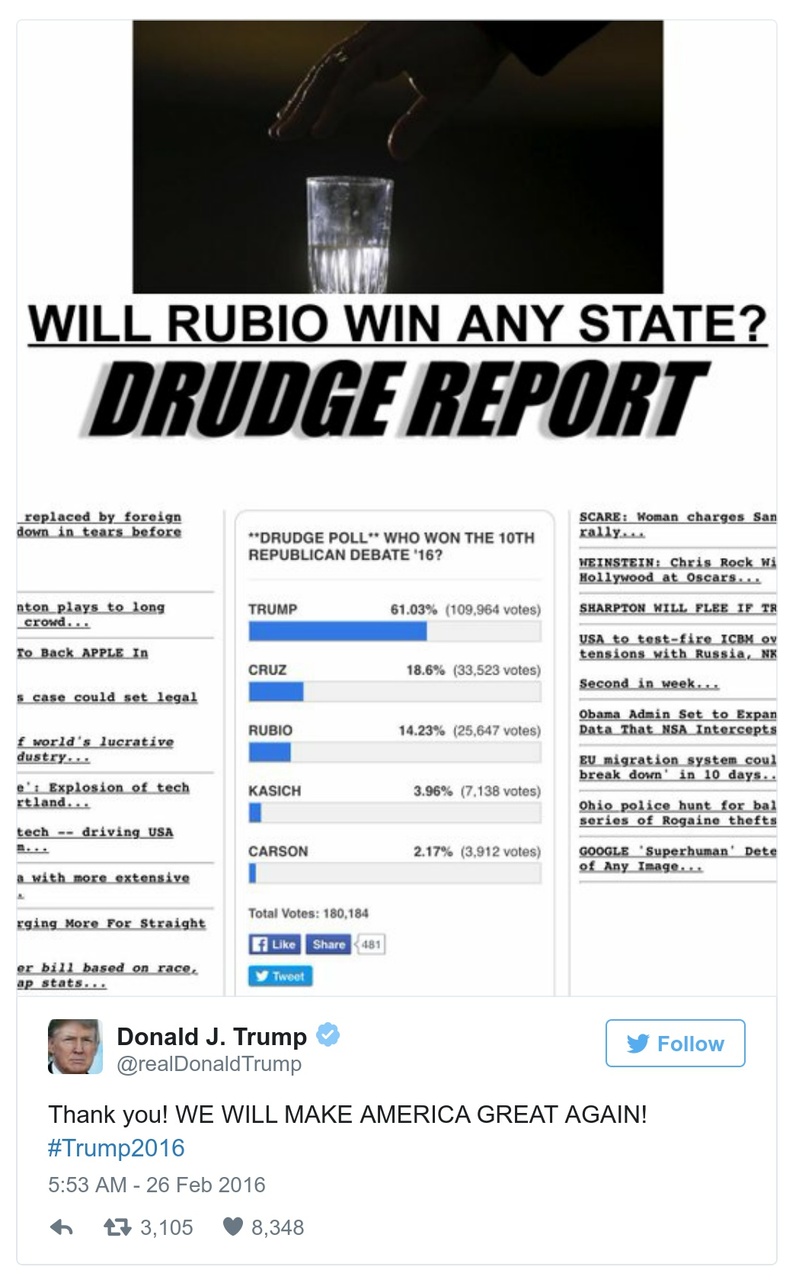 WILL RUBIO WIN ANY STATE?
DRUDGE REPORT
replaced by foreign
down in tears before
nton plays to long
crowd...
To Back APPLE In
s case could set legal
f world's lucrative
dustry...
e': Explosion of tech
rtland...
tech -- driving USA
m...
a with more extensive
.
rging More For Straight
er bill based on race,
ap stats...
**DRUDGE POLL** WHO WON THE 10TH
REPUBLICAN DEBATE '16?
TRUMP 61.03% (109,964 votes)
CRUZ 18.6% (33,523 votes)
RUBIO 14.23% (25,647 votes)
KASICH 3.96% (7,138 votes)
CARSON 2.17% (3,912 votes)
Total Votes: 180,184
Like Share 481
Tweet
SCARE: Woman charges San
rally...
WEINSTEIN: Chris Rock Wi
Hollywood at Oscars...
SHARPTON WILL FLEE IF TR
USA to test-fire ICBM ov
tensions with Russia, NK
Second in week...
Obama Admin Set to Expan
Data That NSA Intercepts
EU migration system coul
break down' in 10 days..
Ohio police hunt for bal
series of Rogaine thefts
GOOGLE 'Superhuman' Dete
of Any Image...
Donald J. Trump
@realDonaldTrump
Follow
Thank you! WE WILL MAKE AMERICA GREAT AGAIN!
#Trump2016
5:53 AM - 26 Feb 2016
3,105 8,348